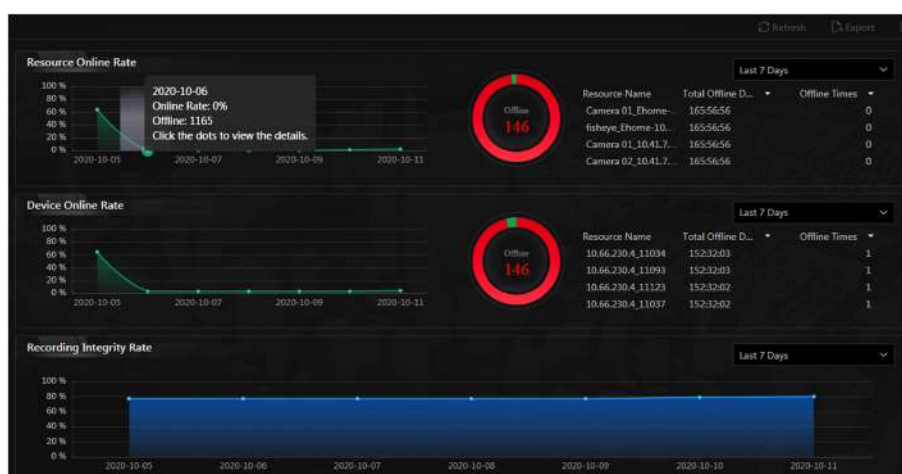 Refresh Export
Resource Online Rate
Last 7 Days
100 %
80 %
60 %
40 %
20 %
0 %
2020-10-05 2020-10-07 2020-10-09 2020-10-11
2020-10-06
Online Rate: 0%
Offline: 1165
Click the dots to view the details.
Offline
146
Resource Name Total Offline D... Offline Times
Camera 01_Ehome-... 165:56:56 0
fisheye_Ehome-10... 165:56:56 0
Camera 01_10.41.7... 165:56:56 0
Camera 02_10.41.7... 165:56:56 0
Device Online Rate
Last 7 Days
100 %
80 %
60 %
40 %
20 %
0 %
2020-10-05 2020-10-07 2020-10-09 2020-10-11
Offline
146
Resource Name Total Offline D... Offline Times
10.66.230.4_11034 152:32:03 1
10.66.230.4_11093 152:32:03 1
10.66.230.4_11123 152:32:02 1
10.66.230.4_11037 152:32:02 1
Recording Integrity Rate
Last 7 Days
100 %
80 %
60 %
40 %
20 %
0 %
2020-10-05 2020-10-06 2020-10-07 2020-10-08 2020-10-09 2020-10-10 2020-10-11